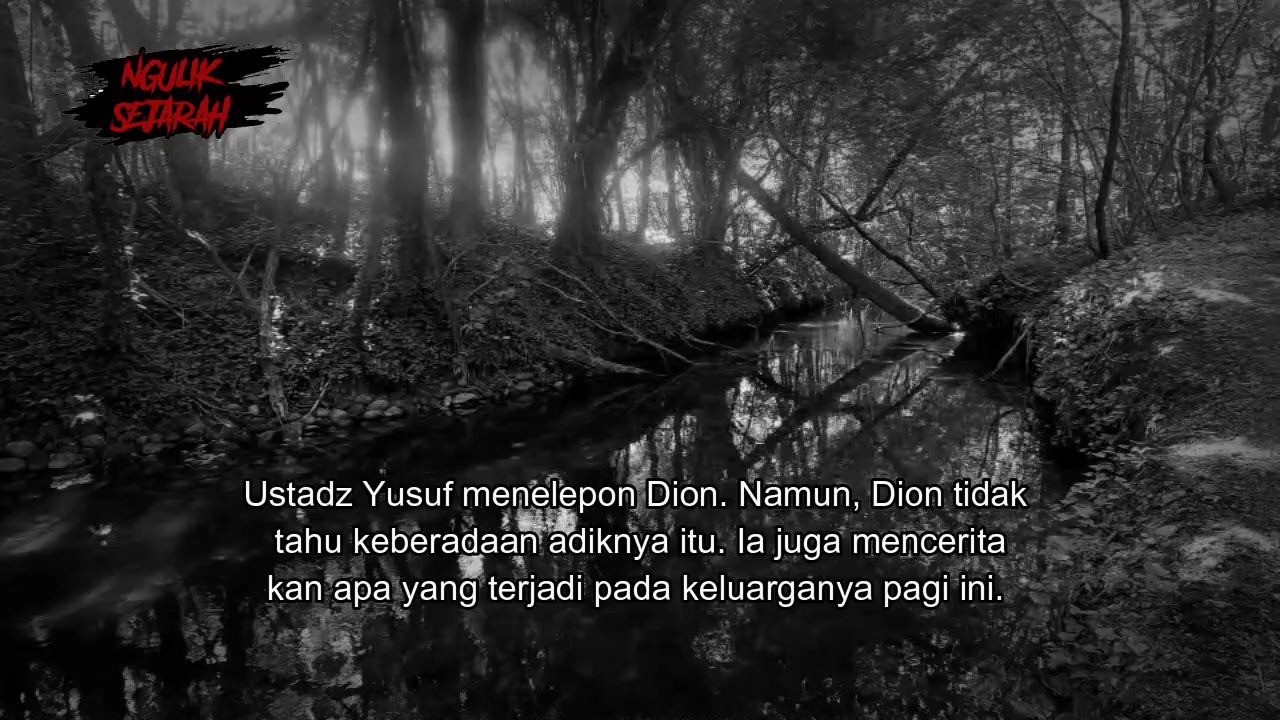 NGULIK
SEJARAH
Ustadz Yusuf menelepon Dion. Namun, Dion tidak
tahu keberadaan adiknya itu. Ia juga mencerita
kan apa yang terjadi pada keluarganya pagi ini.